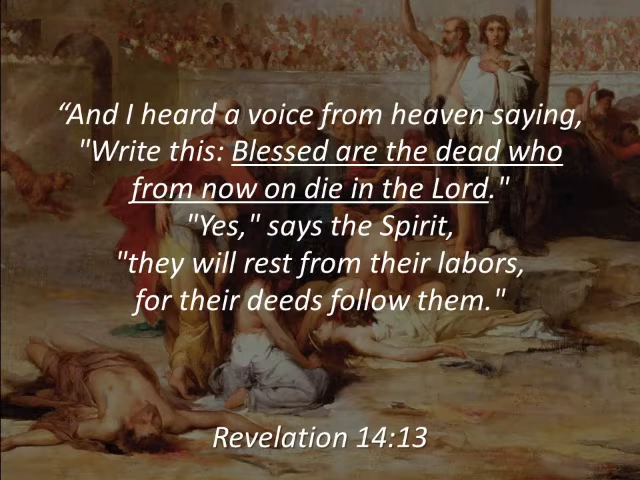 “And I heard a voice from heaven saying,
"Write this: Blessed are the dead who
from now on die in the Lord."
"Yes," says the Spirit,
"they will rest from their labors,
for their deeds follow them."
Revelation 14:13